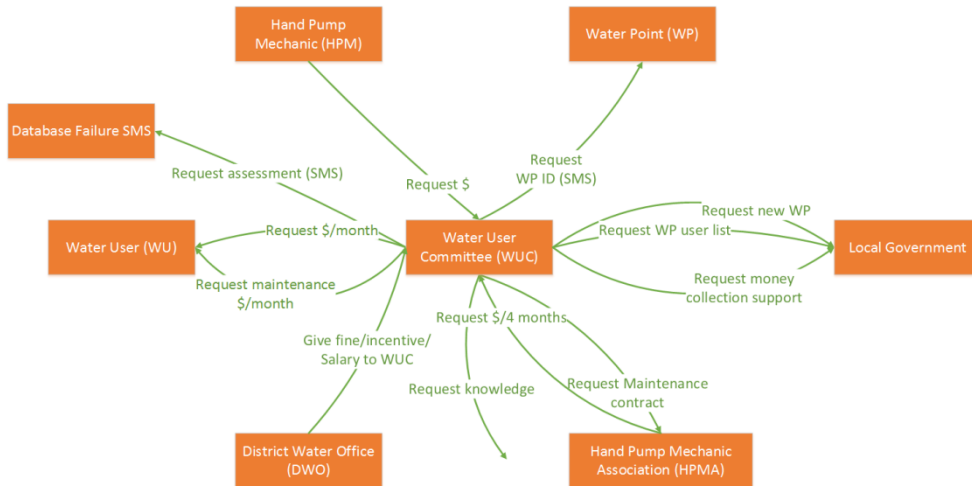 Hand Pump
Mechanic (HPM)
Water Point (WP)
Database Failure SMS
Request assessment (SMS)
Request
WP ID (SMS)
Request $
Request new WP
Water User (WU)
Request $/month
Water User
Committee (WUC)
Request WP user list
Local Government
Request maintenance
$/month
Request money
collection support
Request $/4 months
Give fine/incentive/
Salary to WUC
Request knowledge
Request Maintenance
contract
District Water Office
(DWO)
Hand Pump Mechanic
Association (HPMA)